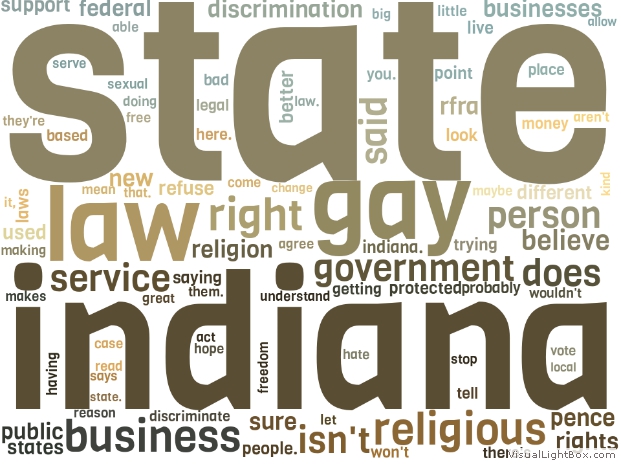 support federal discrimination big little businesses
able live allow
state
serve sexual bad better you. point place
doing legal law. said rfra
they're free money aren't
based here. look
new come change maybe kind
mean that. refuse different
it, laws law right gay person
used religion agree indiana. trying believe
making
service saying government does
makes great them. understand getting protected probably wouldn't
indiana
case act hope hate stop vote
having read freedom local
says tell
state.
reason discriminate let pence
public business sure isn't religious rights
states people. won't then
VisualLightBox.com